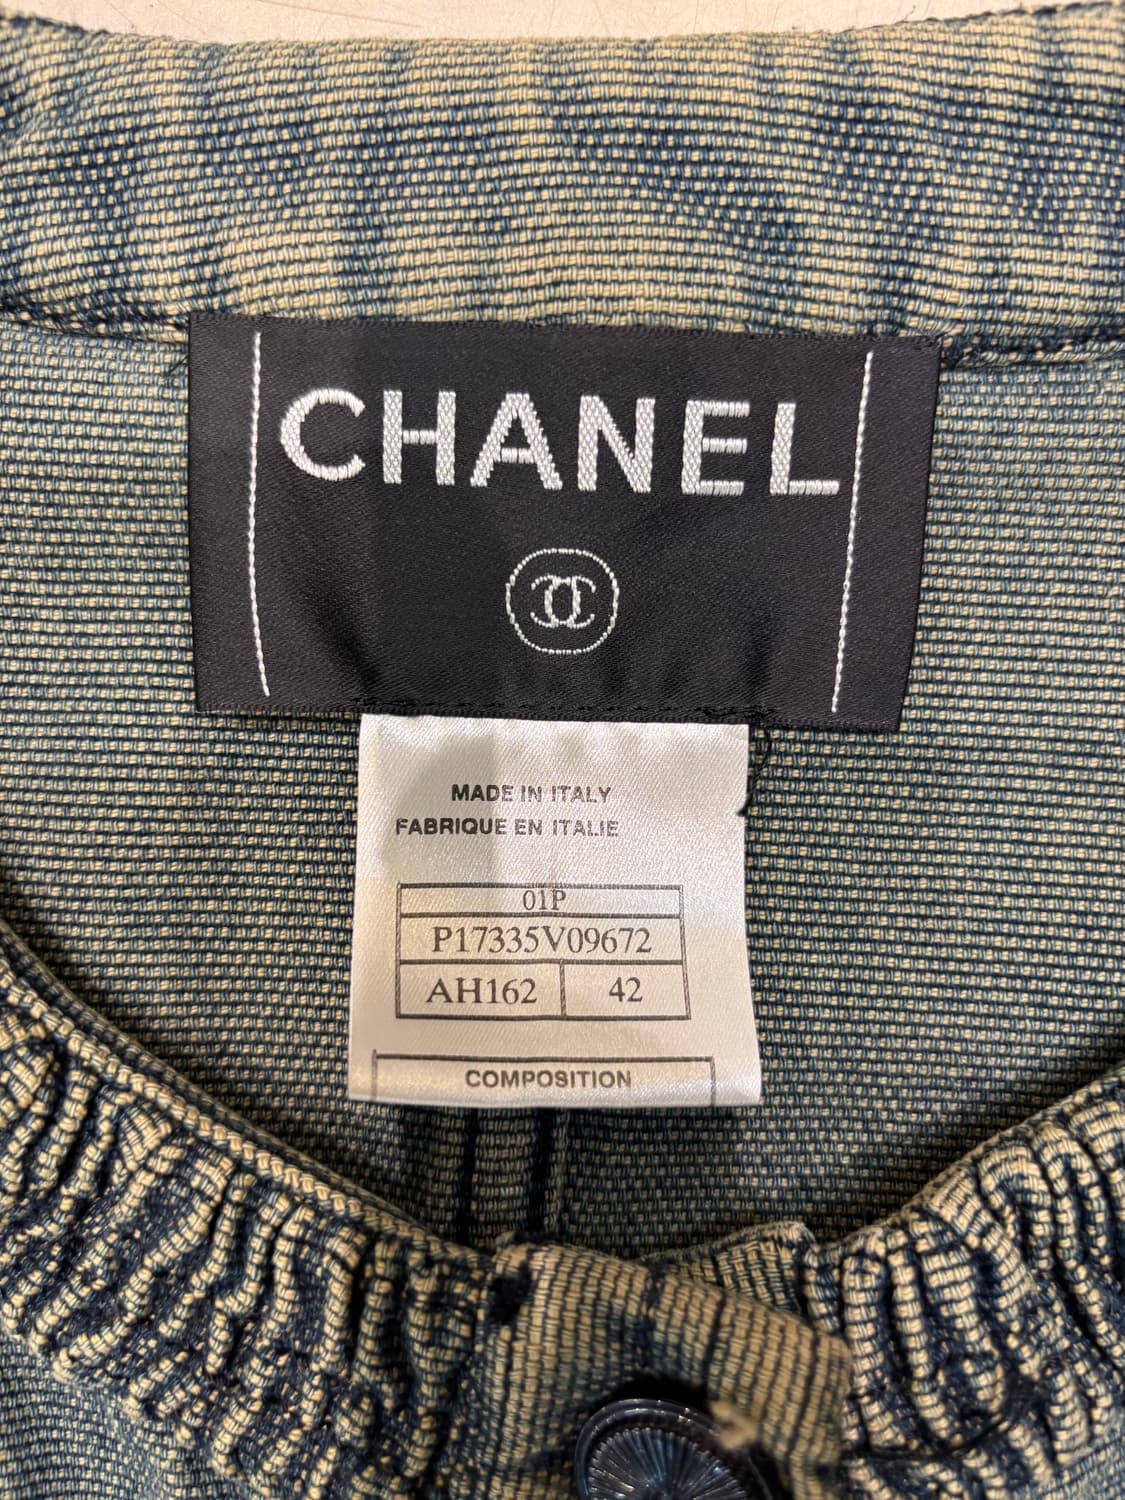 CHANEL
MADE IN ITALY
FABRIQUE EN ITALIE
01P
P17335V09672
AH162 42
COMPOSITION